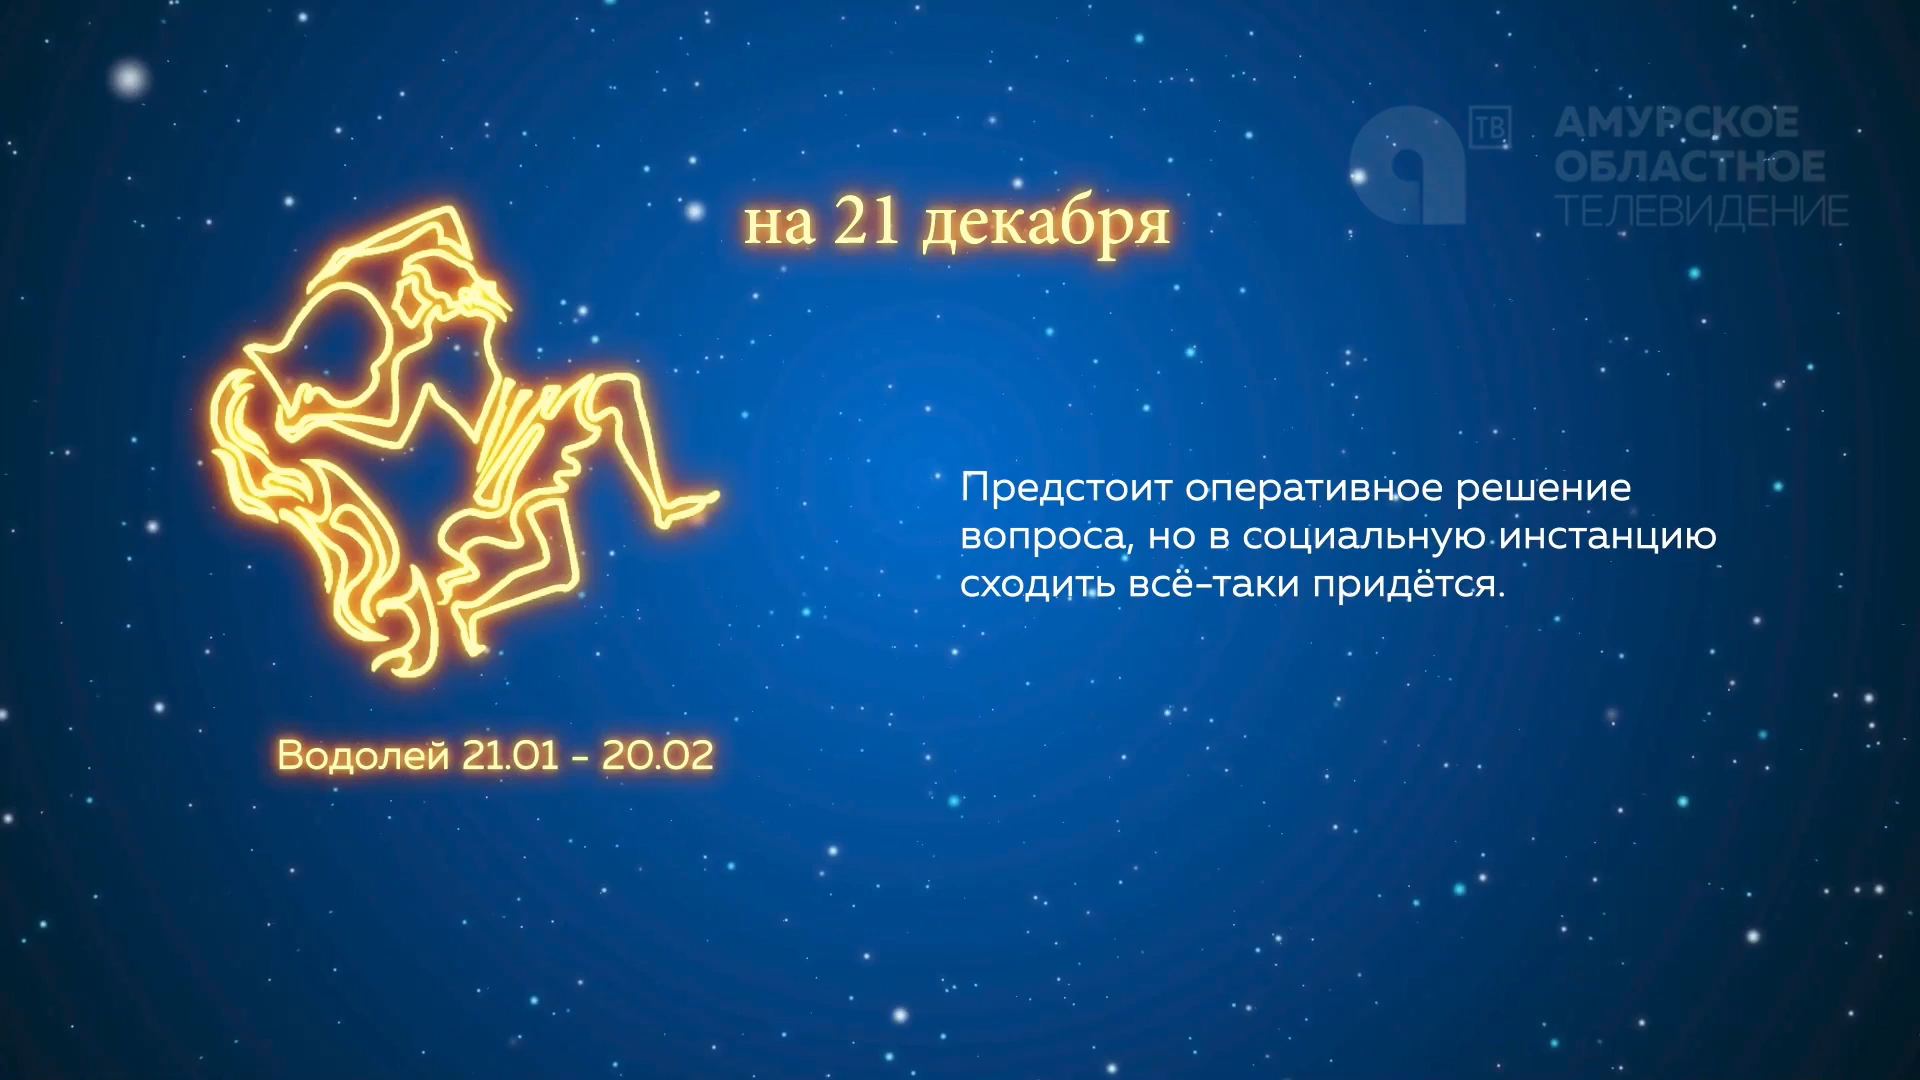 ТВ
АМУРСКОЕ
ОБЛАСТНОЕ
ТЕЛЕВИДЕНИЕ
на 21 декабря
Предстоит оперативное решение
вопроса, но в социальную инстанцию
сходить всё-таки придётся.
Водолей 21.01 - 20.02